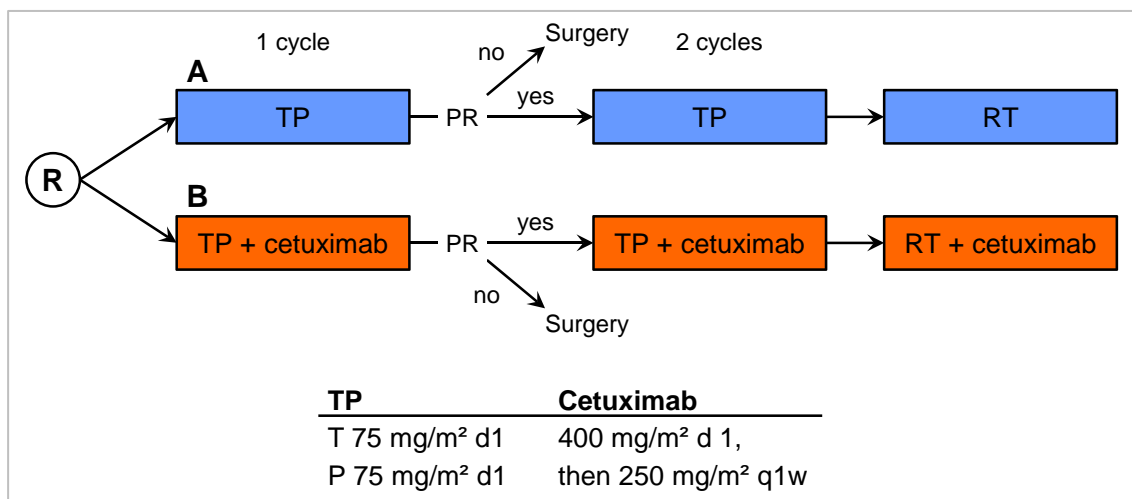 1 cycle
no
Surgery
2 cycles
A
TP
PR
yes
TP
RT
R
B
TP + cetuximab
PR
yes
TP + cetuximab
RT + cetuximab
no
Surgery
TP Cetuximab
T 75 mg/m² d1 400 mg/m² d 1,
P 75 mg/m² d1 then 250 mg/m² q1w